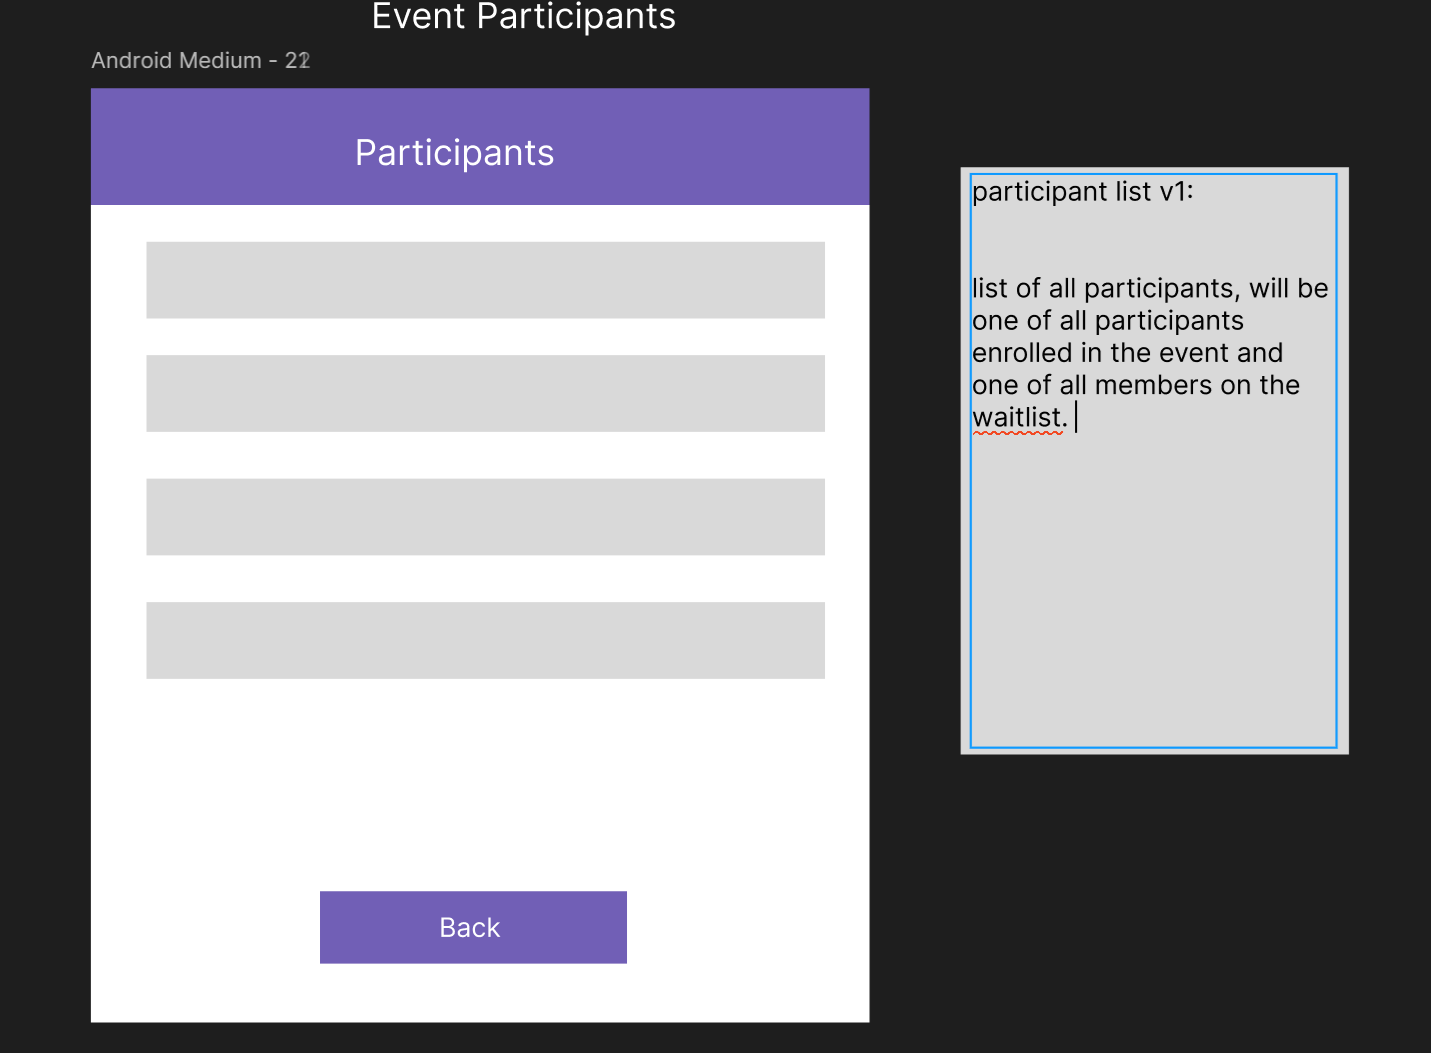 Event Participants
Android Medium - 22
Participants
participant list v1:
list of all participants, will be
one of all participants
enrolled in the event and
one of all members on the
waitlist.
Back